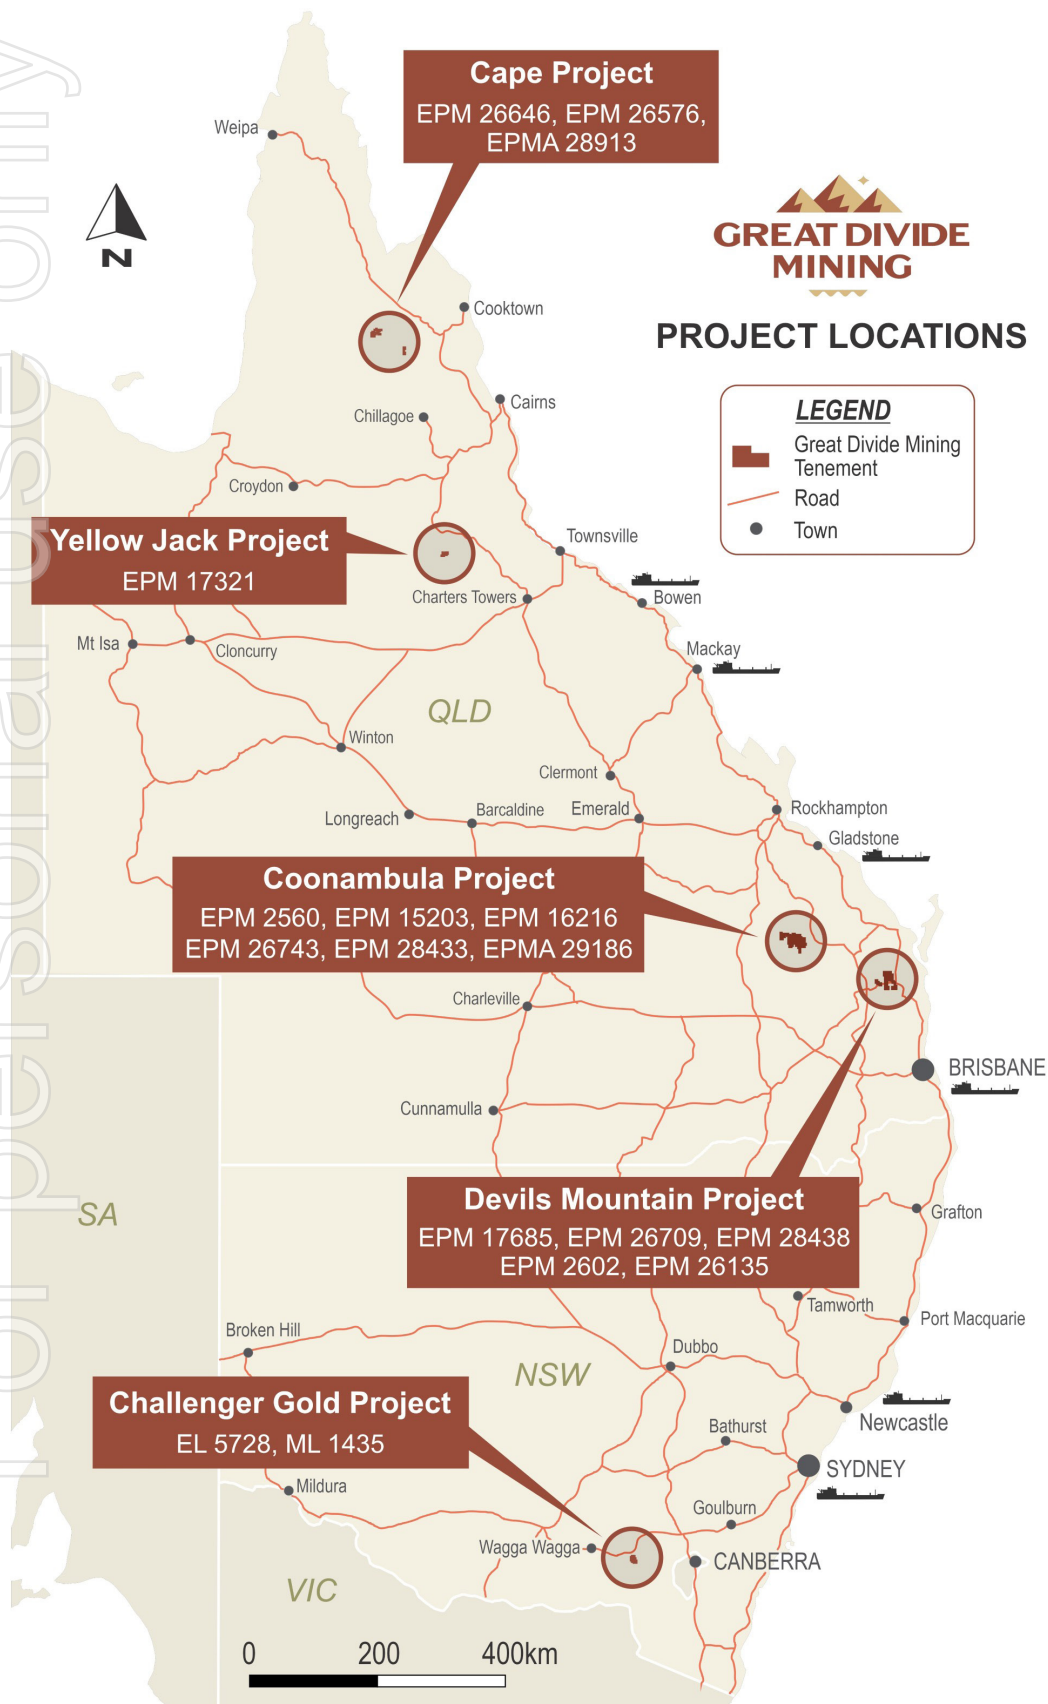 For personal use only
Cape Project
EPM 26646, EPM 26576,
EPMA 28913
Weipa
N
GREAT DIVIDE
MINING
PROJECT LOCATIONS
Cooktown
LEGEND
Great Divide Mining
Tenement
Road
Town
Cairns
Chillagoe
Croydon
Yellow Jack Project
EPM 17321
Townsville
Charters Towers
Bowen
Mt Isa
Cloncurry
Mackay
QLD
Winton
Clermont
Longreach
Barcaldine
Emerald
Rockhampton
Gladstone
Coonambula Project
EPM 2560, EPM 15203, EPM 16216
EPM 26743, EPM 28433, EPMA 29186
Charleville
BRISBANE
Cunnamulla
SA
Devils Mountain Project
EPM 17685, EPM 26709, EPM 28438
EPM 2602, EPM 26135
Grafton
Tamworth
Port Macquarie
Broken Hill
Dubbo
NSW
Challenger Gold Project
EL 5728, ML 1435
Newcastle
Bathurst
SYDNEY
Mildura
Goulburn
Wagga Wagga
CANBERRA
VIC
0 200 400km